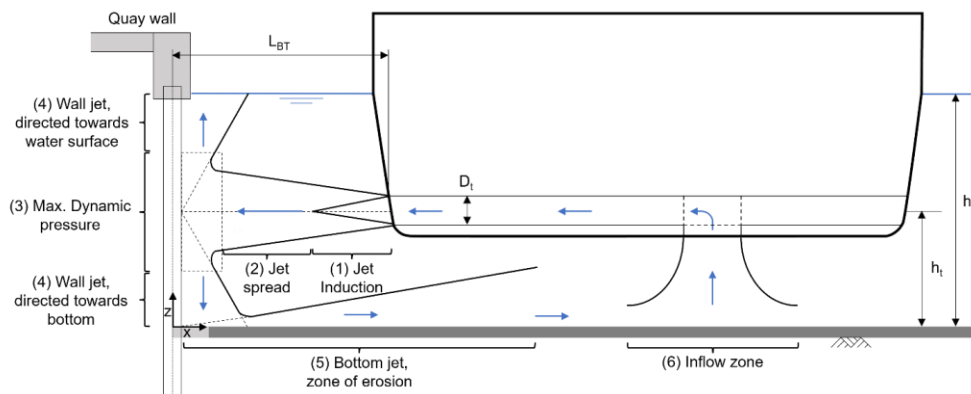 Quay wall
L_BT
(4) Wall jet,
directed towards
water surface
(3) Max. Dynamic
pressure
D_t
h
h_t
(2) Jet
spread
(1) Jet
Induction
(4) Wall jet,
directed towards
bottom
z
x
(5) Bottom jet,
zone of erosion
(6) Inflow zone